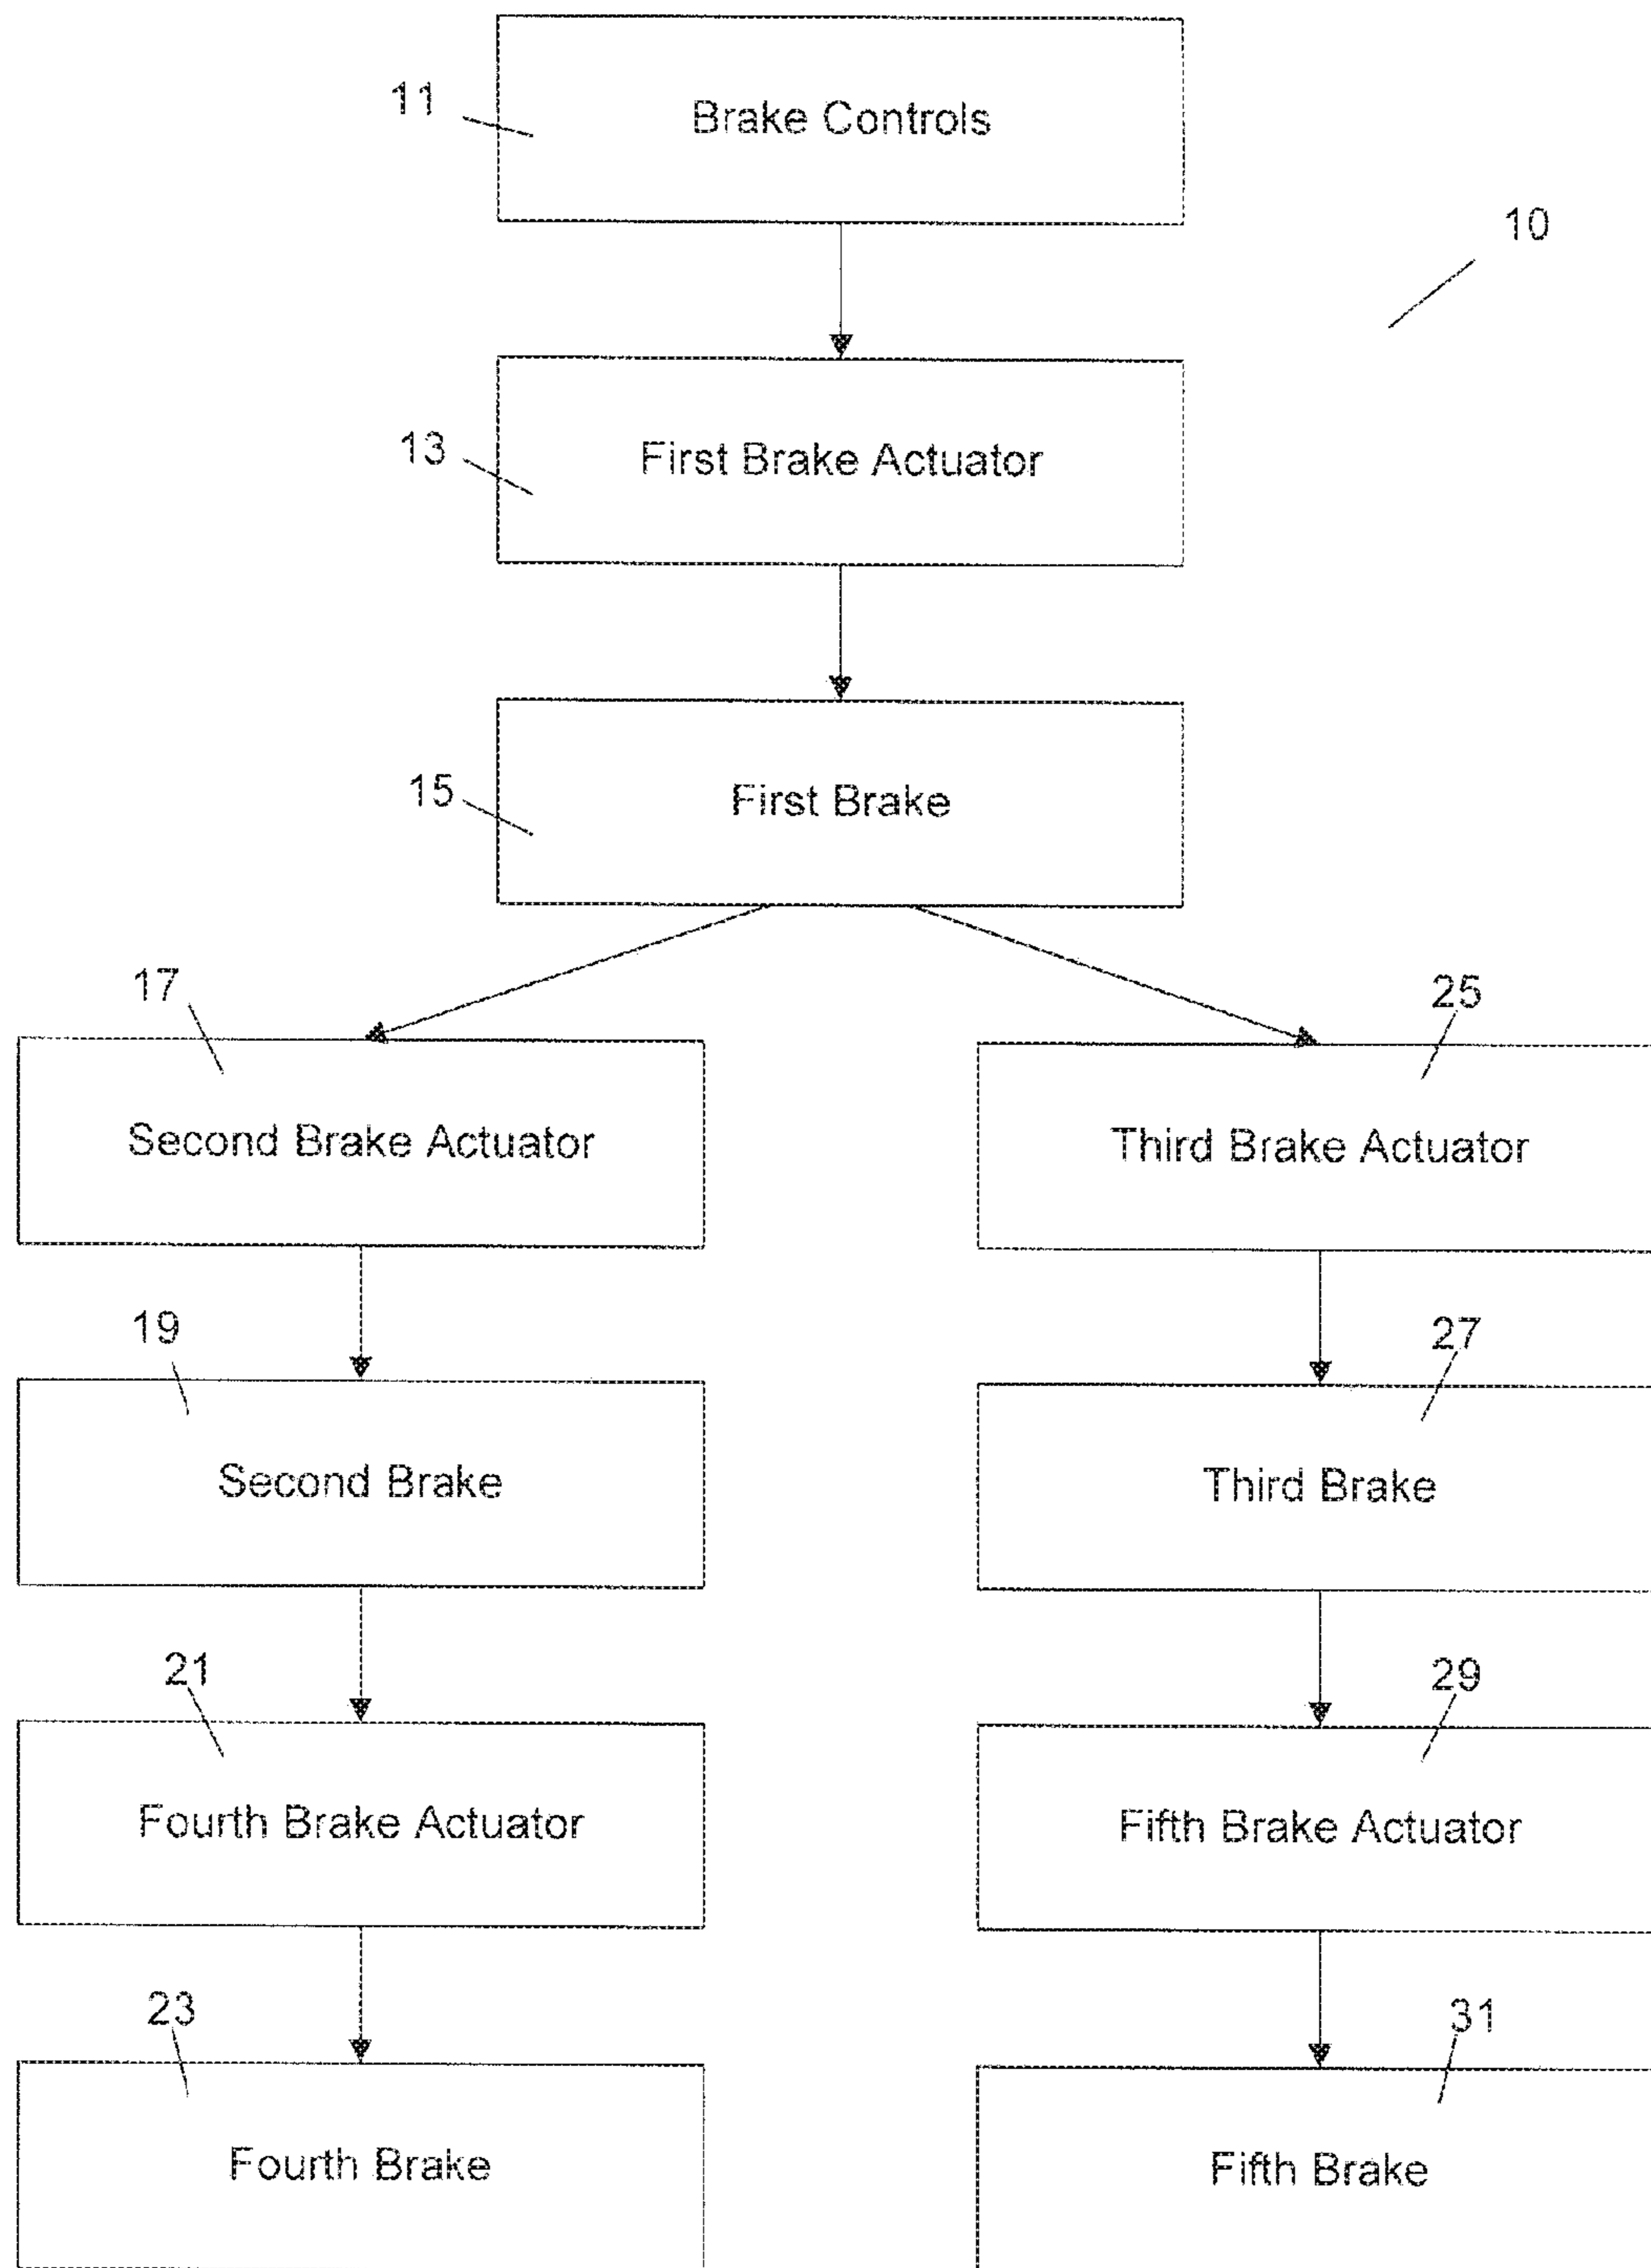 11
Brake Controls
10
13
First Brake Actuator
15
First Brake
17
25
Second Brake Actuator
Third Brake Actuator
19
27
Second Brake
Third Brake
21
29
Fourth Brake Actuator
Fifth Brake Actuator
23
31
Fourth Brake
Fifth Brake